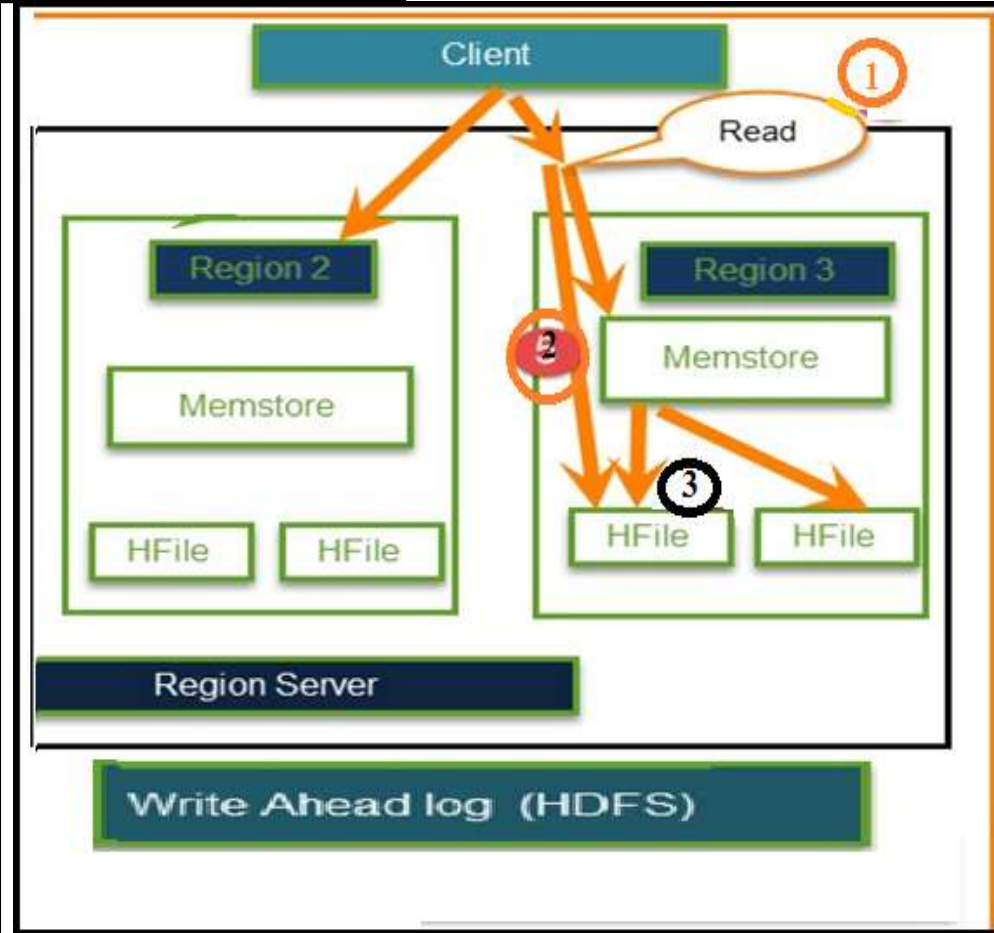 Client
1
Read
Region 2
Region 3
2
Memstore
Memstore
3
HFile
HFile
HFile
HFile
Region Server
Write Ahead log (HDFS)